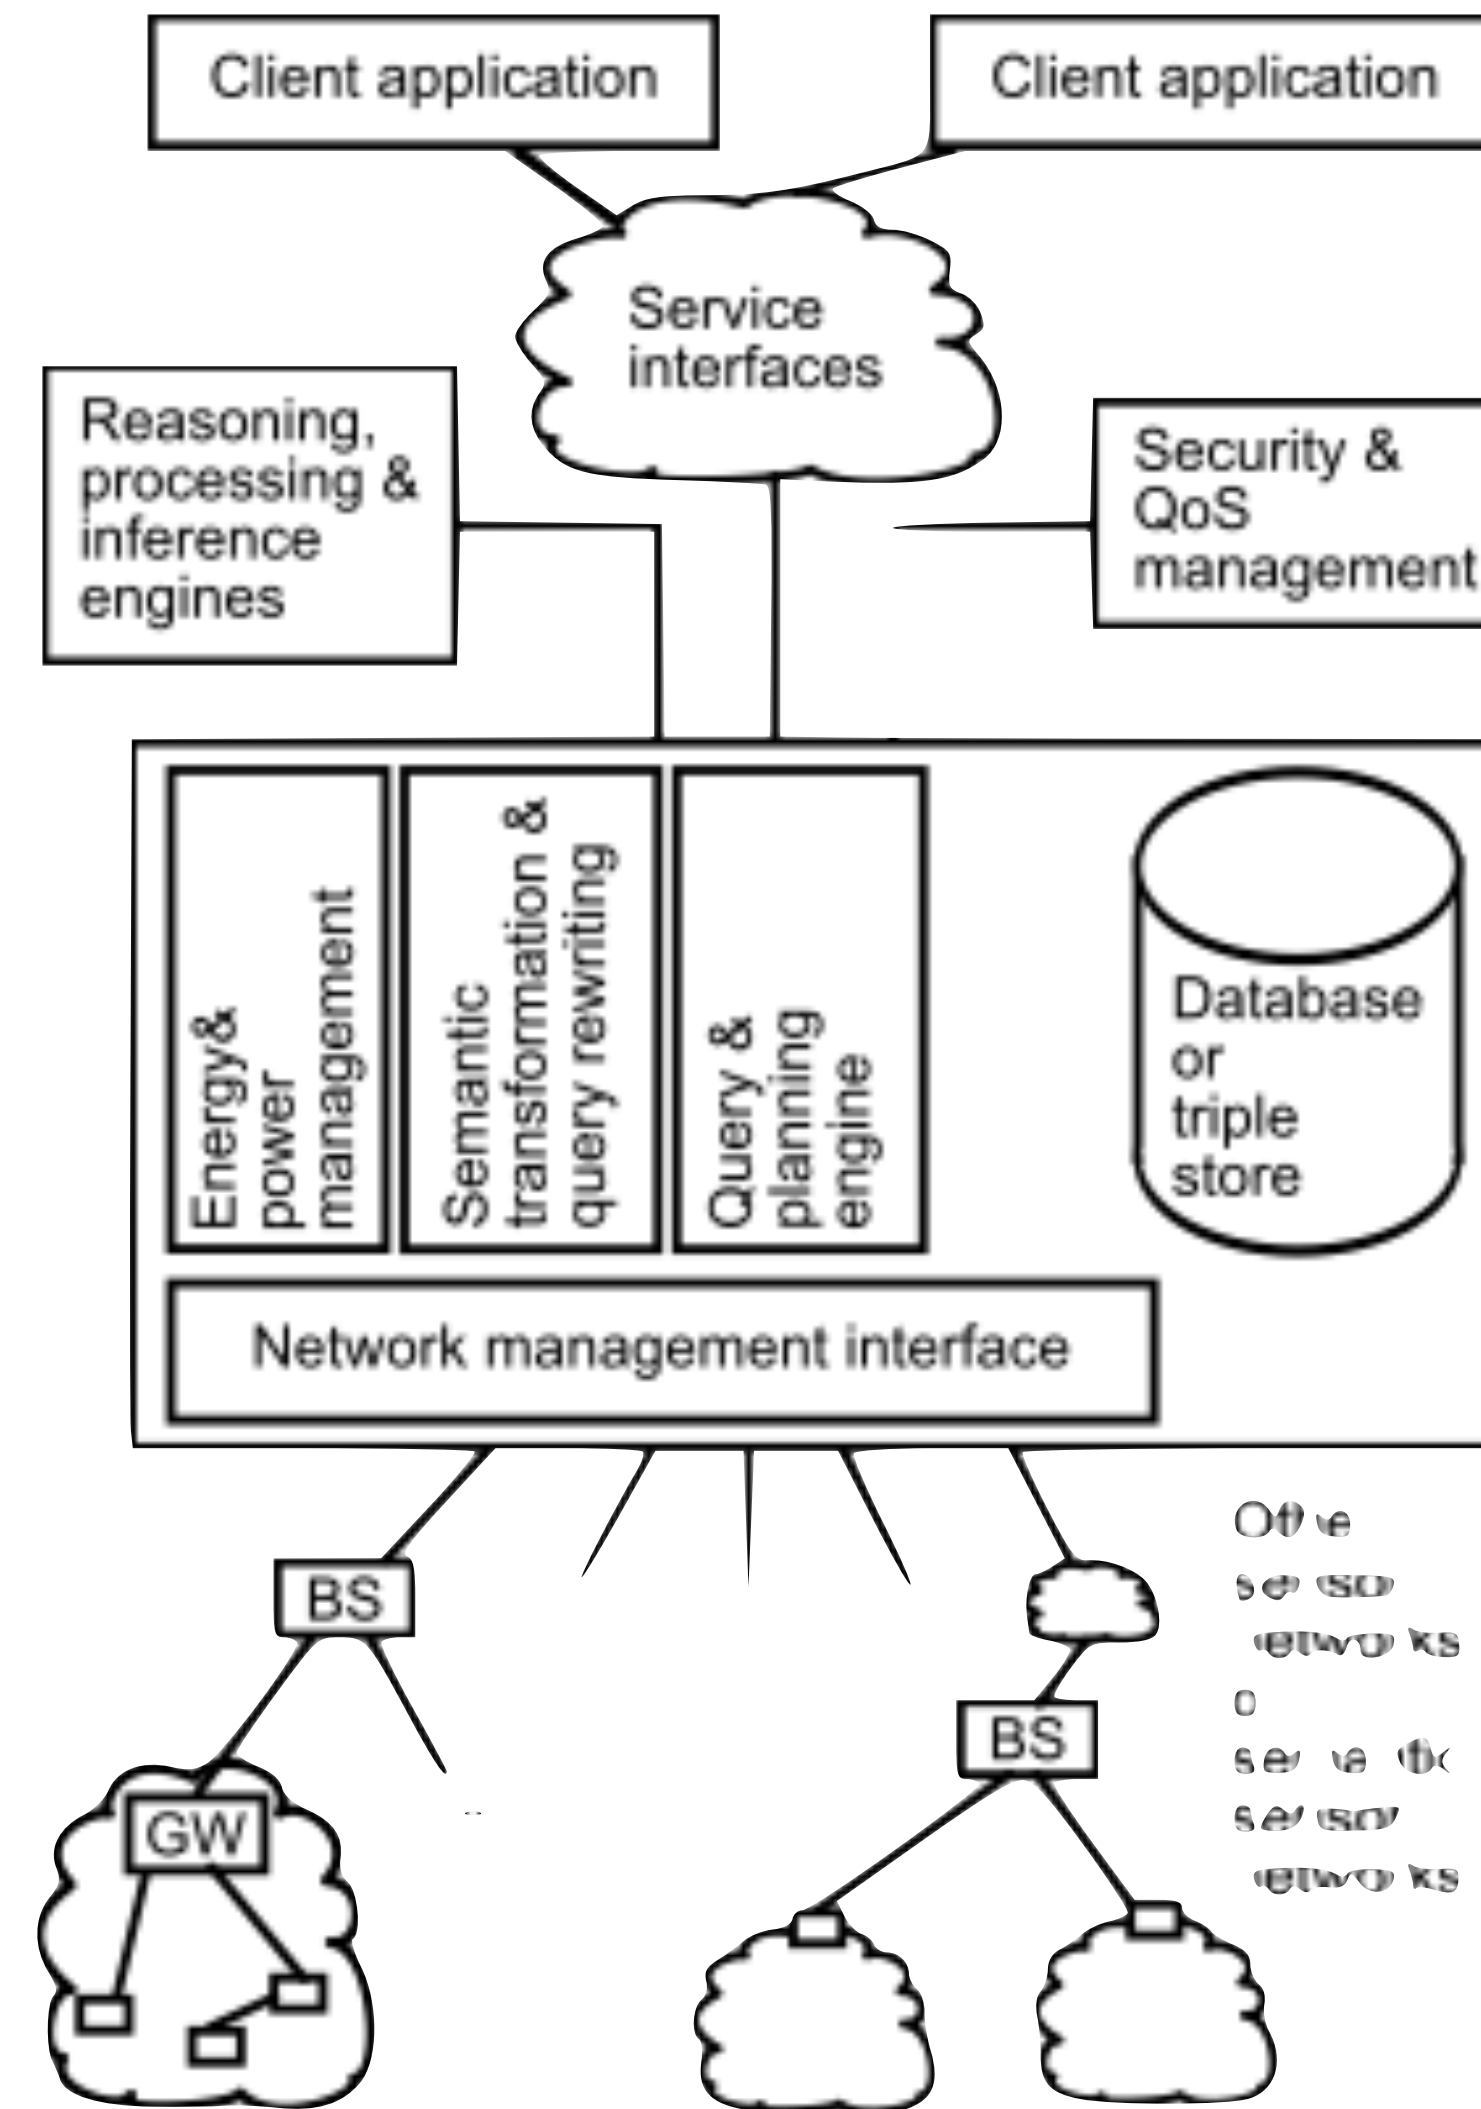 Client application
Client application
Service
interfaces
Reasoning,
processing &
inference
engines
Security &
QoS
management
Energy&
power
management
Semantic
transformation &
query rewriting
Query &
planning
engine
Database
or
triple
store
Network management interface
BS
BS
GW